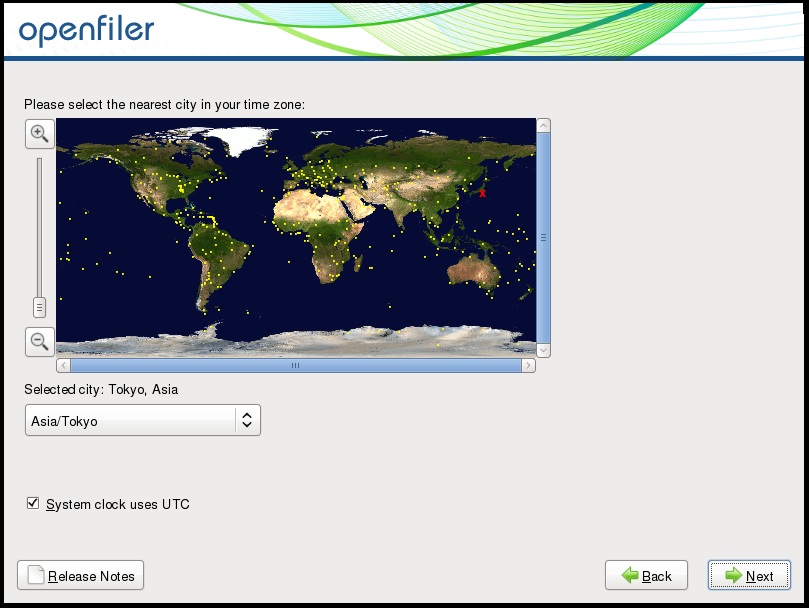 openfiler
Please select the nearest city in your time zone:
Selected city: Tokyo, Asia
Asia/Tokyo
System clock uses UTC
Release Notes
Back
Next